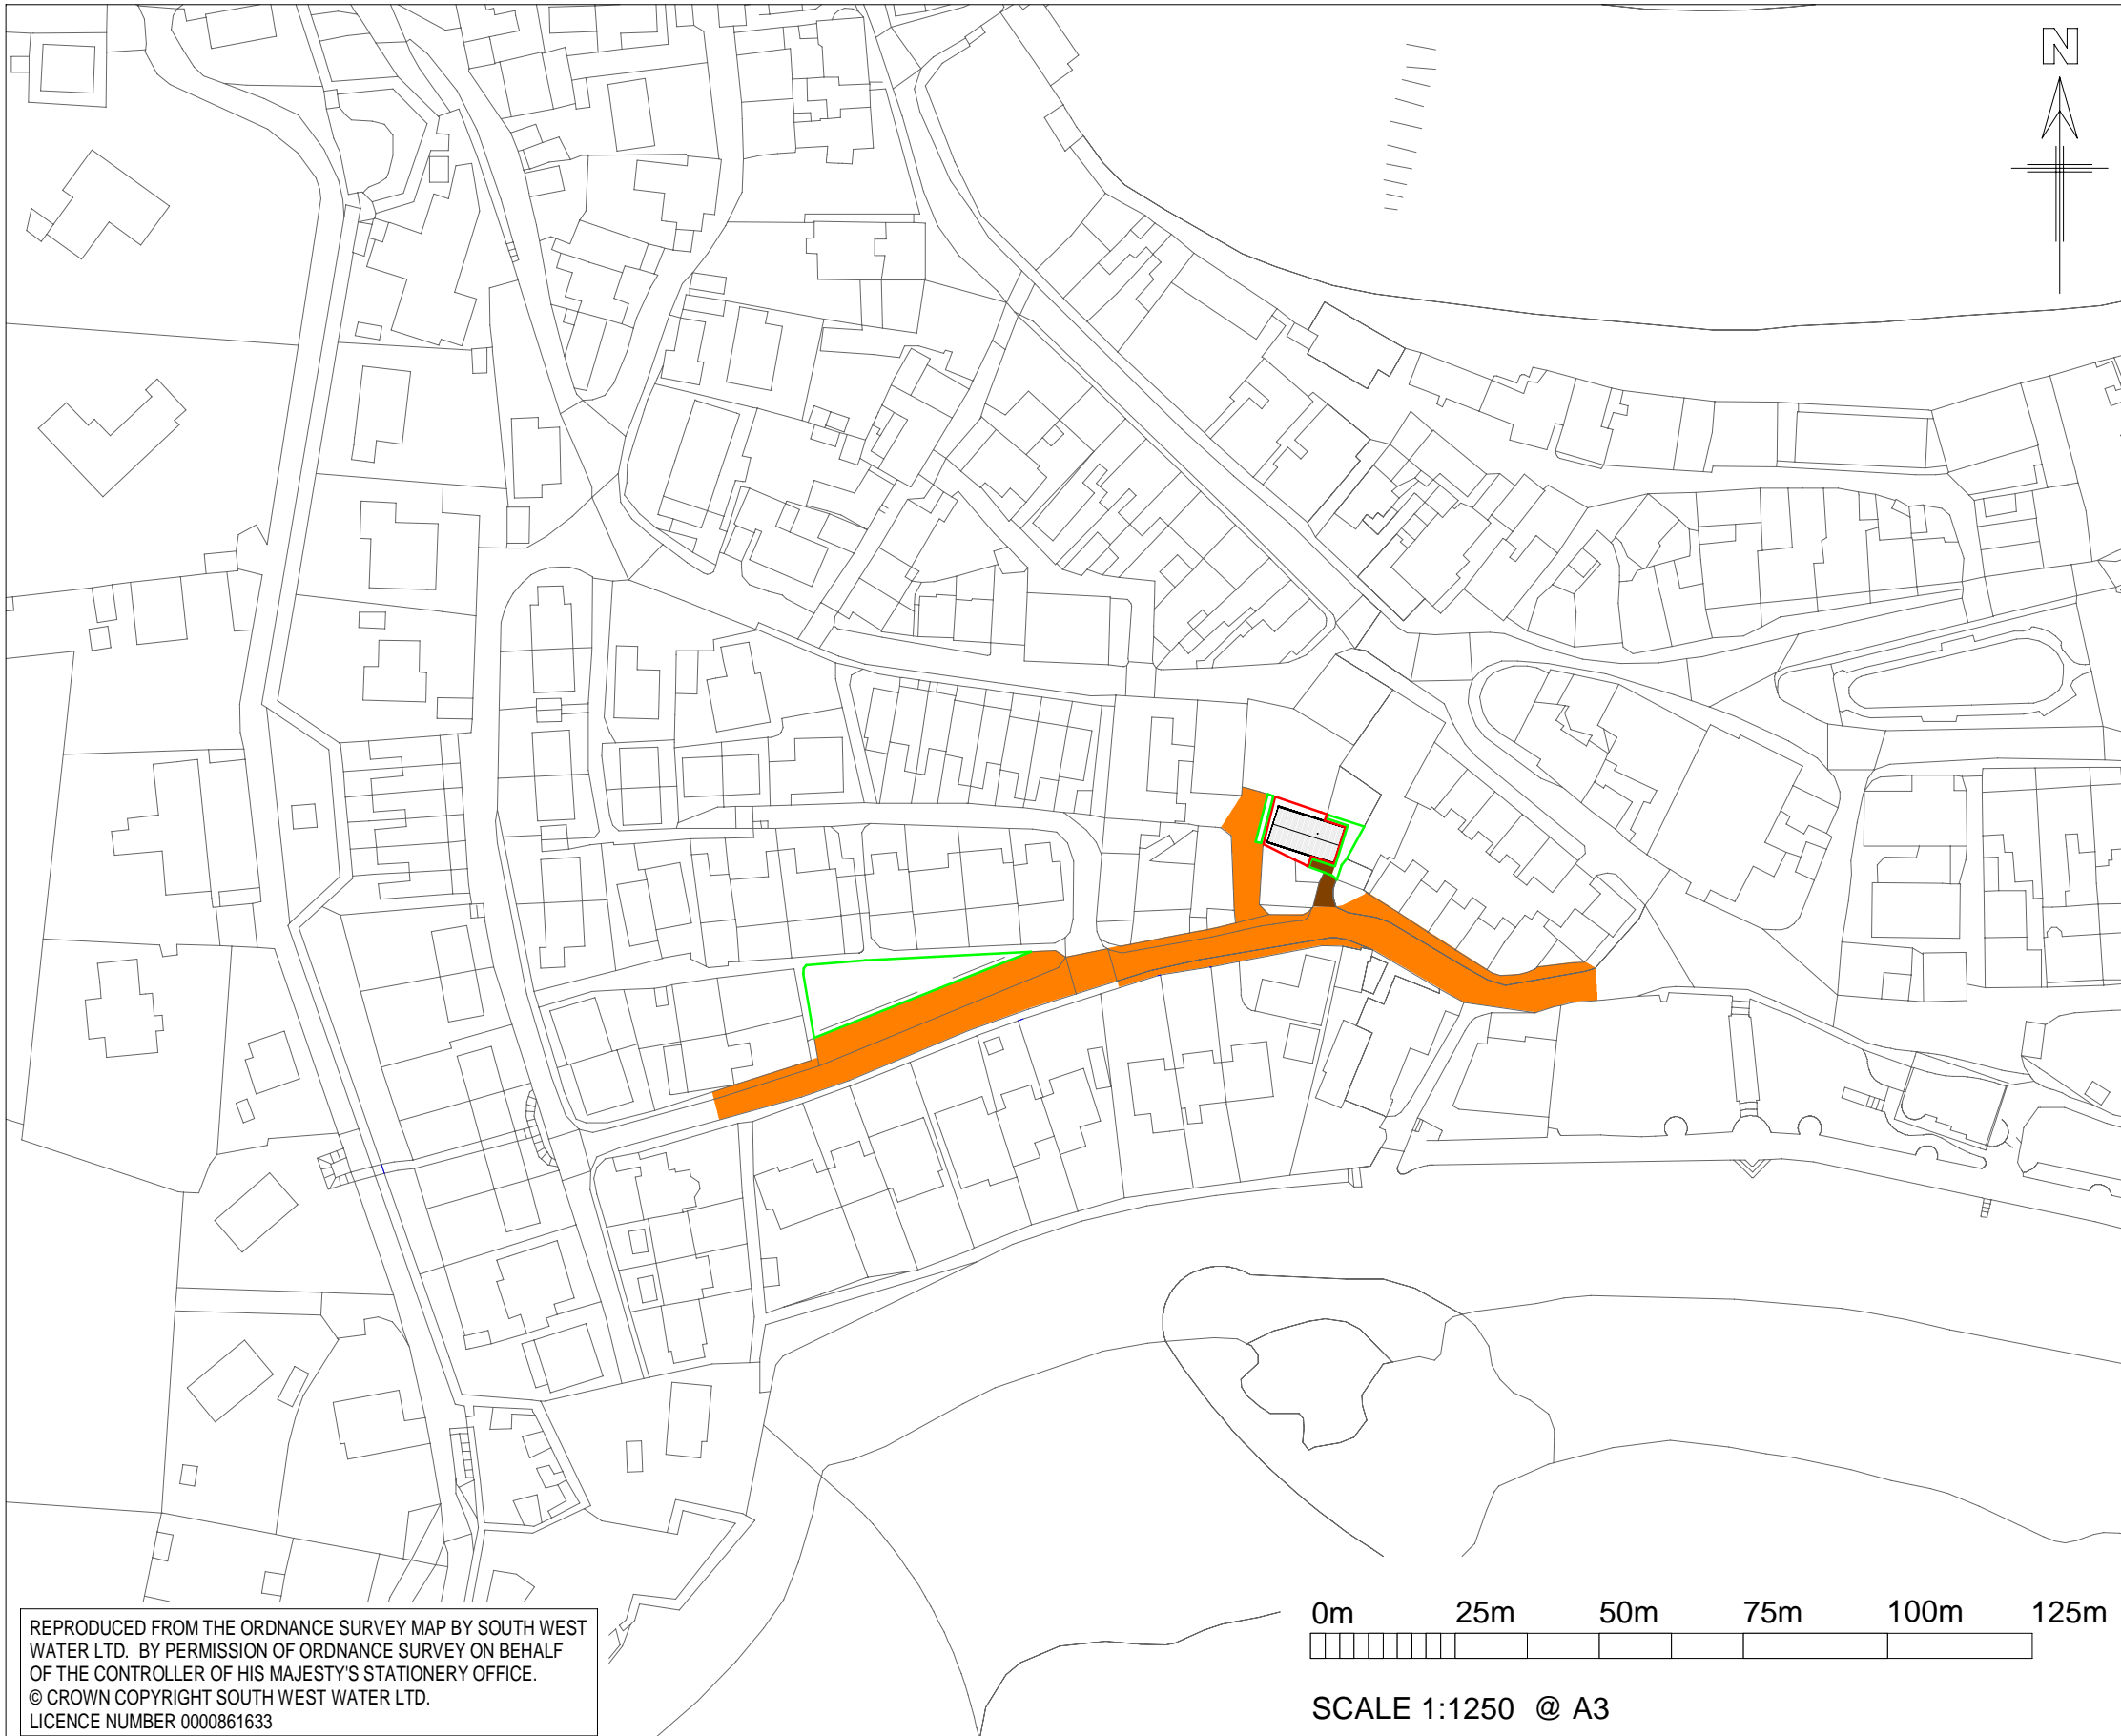 N
REPRODUCED FROM THE ORDNANCE SURVEY MAP BY SOUTH WEST
WATER LTD. BY PERMISSION OF ORDNANCE SURVEY ON BEHALF
OF THE CONTROLLER OF HIS MAJESTY'S STATIONERY OFFICE.
© CROWN COPYRIGHT SOUTH WEST WATER LTD.
LICENCE NUMBER 0000861633
0m 25m 50m 75m 100m 125m
SCALE 1:1250 @ A3